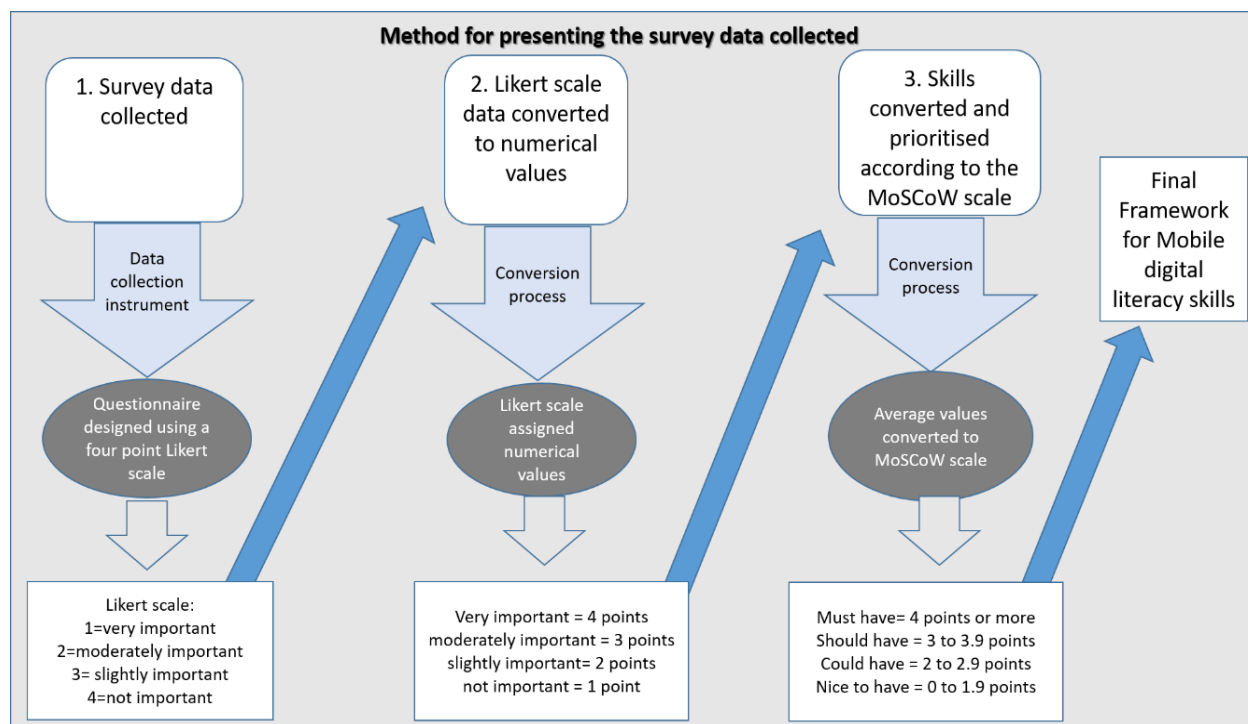 Method for presenting the survey data collected
1. Survey data
collected
Data
collection
instrument
Questionnaire
designed using a
four point Likert
scale
Likert scale:
1=very important
2=moderately important
3= slightly important
4=not important
2. Likert scale
data converted
to numerical
values
Conversion
process
Likert scale
assigned
numerical
values
Very important = 4 points
moderately important = 3 points
slightly important= 2 points
not important = 1 point
3. Skills
converted and
prioritised
according to the
MoSCoW scale
Conversion
process
Average values
converted to
MoSCoW scale
Must have= 4 points or more
Should have = 3 to 3.9 points
Could have = 2 to 2.9 points
Nice to have = 0 to 1.9 points
Final
Framework
for Mobile
digital
literacy skills